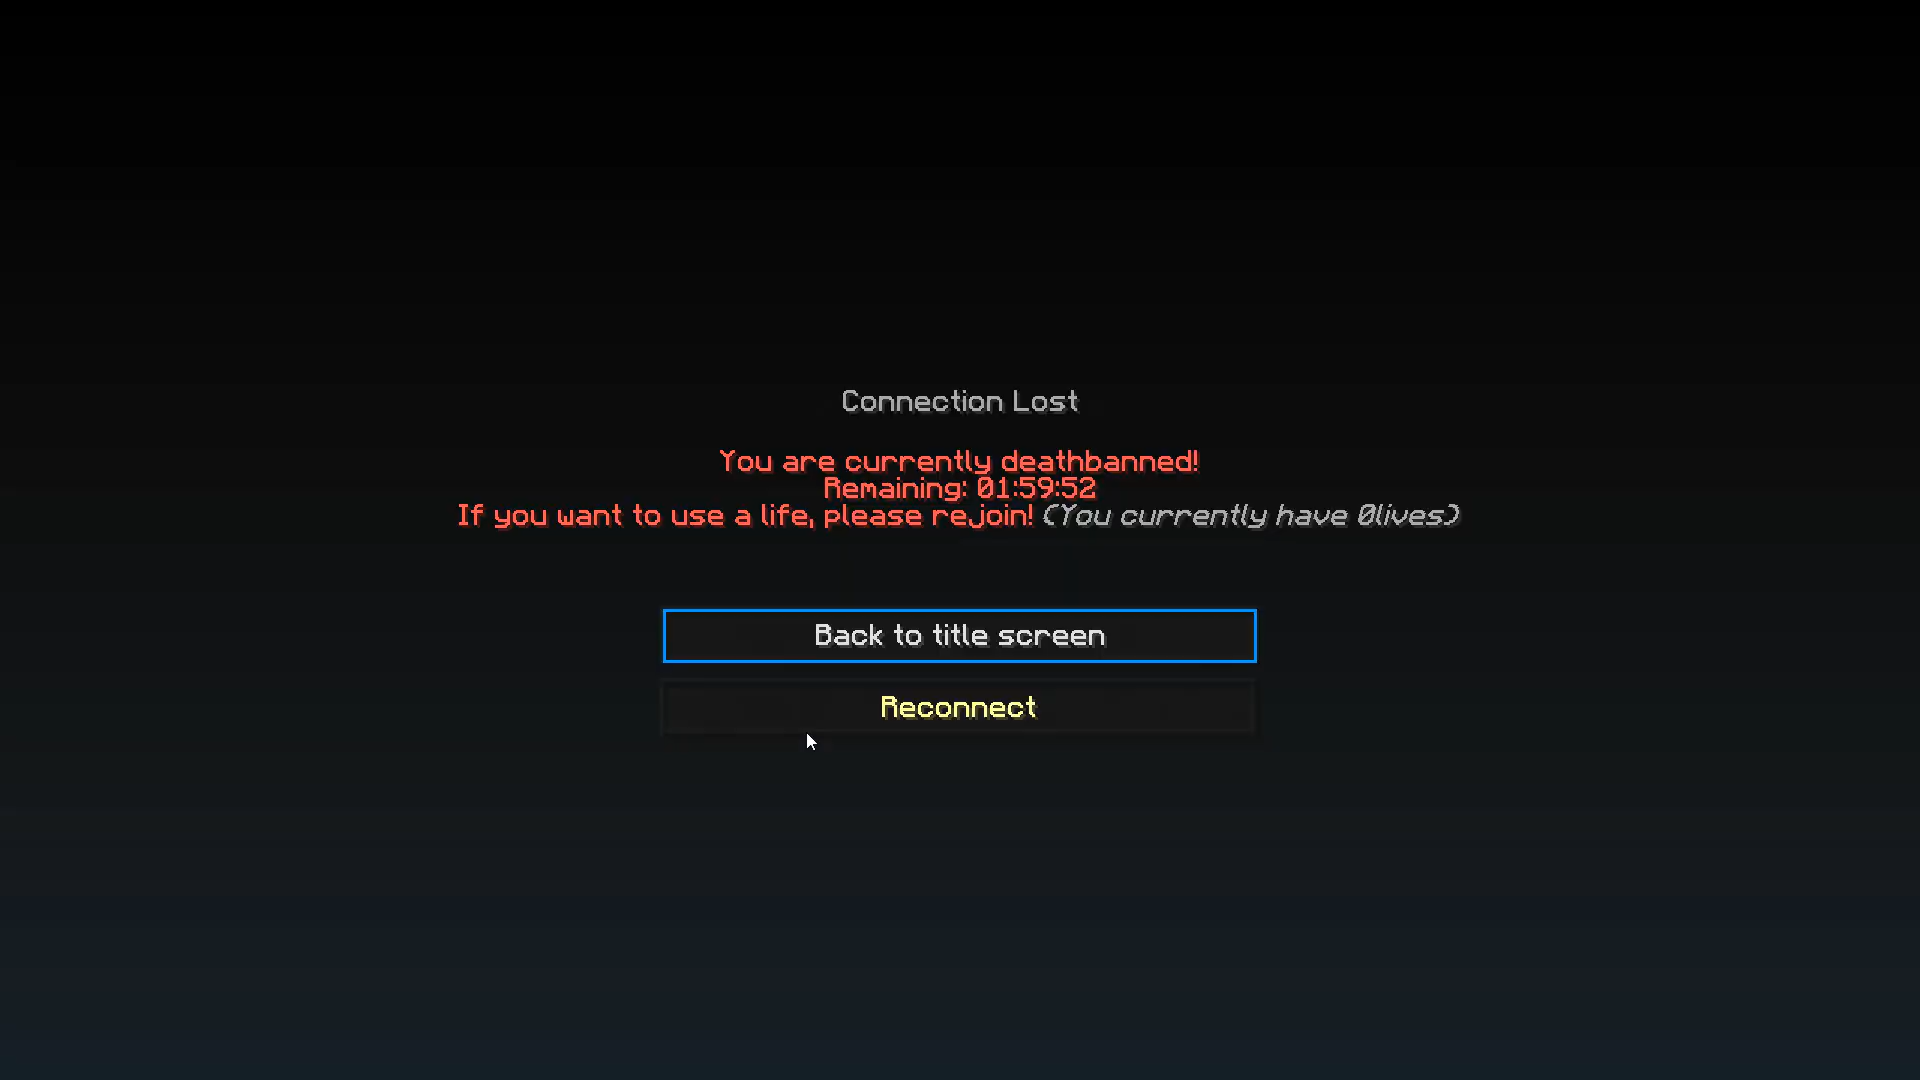 Connection Lost
You are currently deathbanned!
Remaining: 01:59:52
If you want to use a life, please rejoin! (You currently have 0lives)
Back to title screen
Reconnect